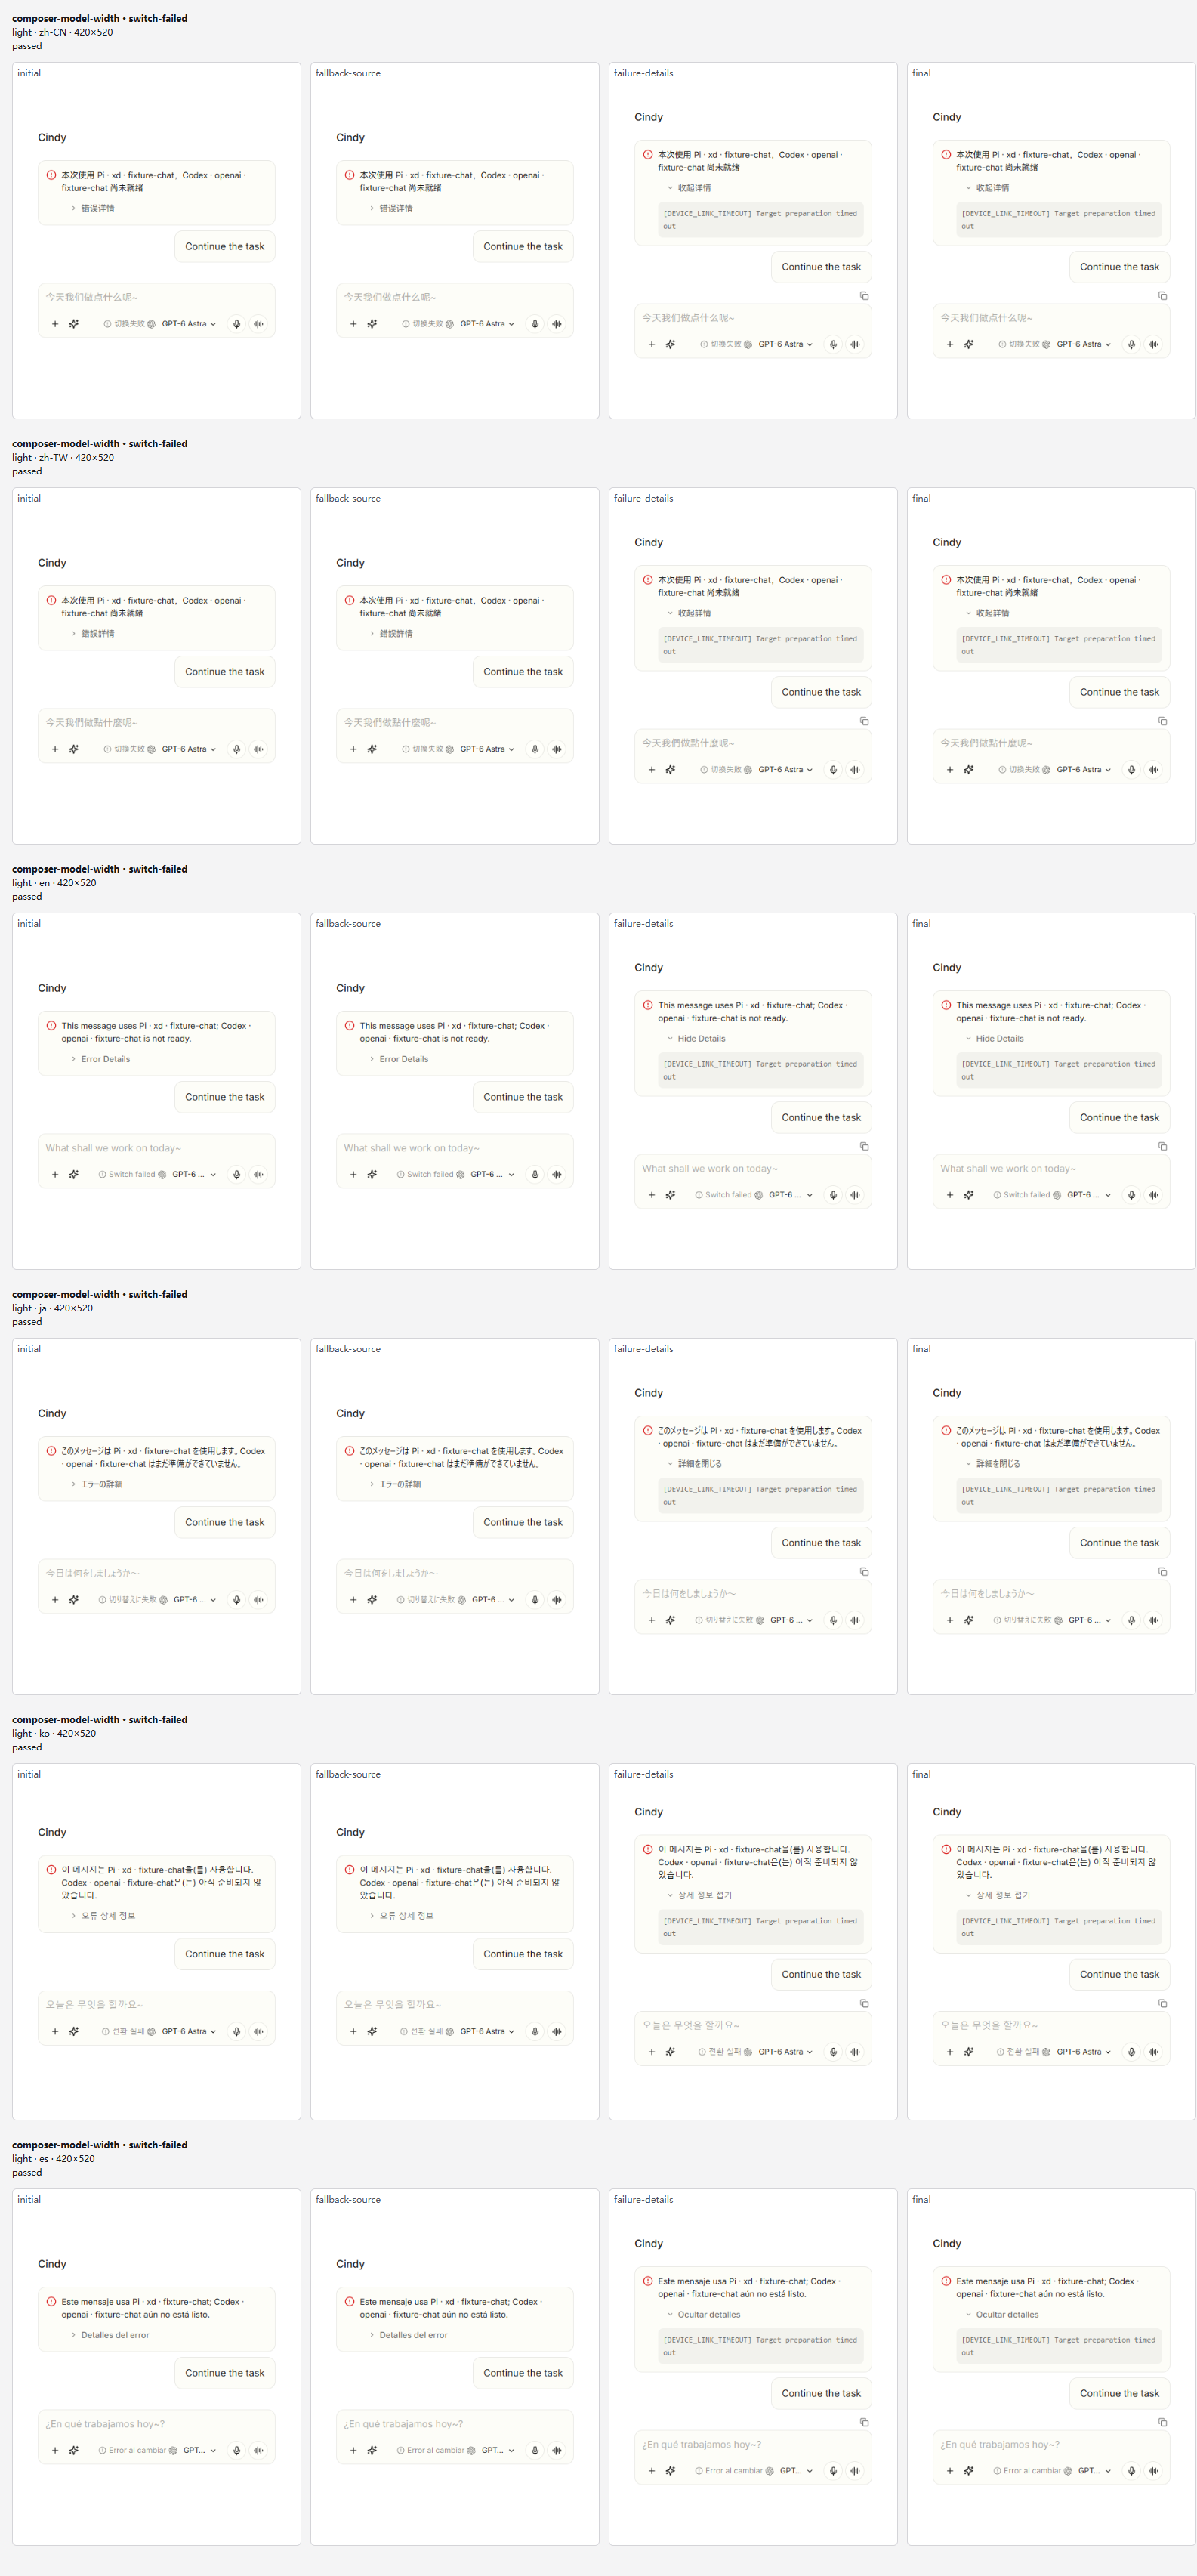 composer-model-width • switch-failed
light · zh-CN · 420×520
passed
initial
Cindy
本次使用 Pi · xd · fixture-chat，Codex · openai ·
fixture-chat 尚未就绪
错误详情
Continue the task
今天我们做点什么呢~
切换失败 GPT-6 Astra
fallback-source
Cindy
本次使用 Pi · xd · fixture-chat，Codex · openai ·
fixture-chat 尚未就绪
错误详情
Continue the task
今天我们做点什么呢~
切换失败 GPT-6 Astra
failure-details
Cindy
本次使用 Pi · xd · fixture-chat，Codex · openai ·
fixture-chat 尚未就绪
收起详情
[DEVICE_LINK_TIMEOUT] Target preparation timed
out
Continue the task
今天我们做点什么呢~
切换失败 GPT-6 Astra
final
Cindy
本次使用 Pi · xd · fixture-chat，Codex · openai ·
fixture-chat 尚未就绪
收起详情
[DEVICE_LINK_TIMEOUT] Target preparation timed
out
Continue the task
今天我们做点什么呢~
切换失败 GPT-6 Astra
composer-model-width • switch-failed
light · zh-TW · 420×520
passed
initial
Cindy
本次使用 Pi · xd · fixture-chat，Codex · openai ·
fixture-chat 尚未就緒
錯誤詳情
Continue the task
今天我們做點什麼呢~
切換失敗 GPT-6 Astra
fallback-source
Cindy
本次使用 Pi · xd · fixture-chat，Codex · openai ·
fixture-chat 尚未就緒
錯誤詳情
Continue the task
今天我們做點什麼呢~
切換失敗 GPT-6 Astra
failure-details
Cindy
本次使用 Pi · xd · fixture-chat，Codex · openai ·
fixture-chat 尚未就緒
收起詳情
[DEVICE_LINK_TIMEOUT] Target preparation timed
out
Continue the task
今天我們做點什麼呢~
切換失敗 GPT-6 Astra
final
Cindy
本次使用 Pi · xd · fixture-chat，Codex · openai ·
fixture-chat 尚未就緒
收起詳情
[DEVICE_LINK_TIMEOUT] Target preparation timed
out
Continue the task
今天我們做點什麼呢~
切換失敗 GPT-6 Astra
composer-model-width • switch-failed
light · en · 420×520
passed
initial
Cindy
This message uses Pi · xd · fixture-chat; Codex ·
openai · fixture-chat is not ready.
Error Details
Continue the task
What shall we work on today~
Switch failed GPT-6 ...
fallback-source
Cindy
This message uses Pi · xd · fixture-chat; Codex ·
openai · fixture-chat is not ready.
Error Details
Continue the task
What shall we work on today~
Switch failed GPT-6 ...
failure-details
Cindy
This message uses Pi · xd · fixture-chat; Codex ·
openai · fixture-chat is not ready.
Hide Details
[DEVICE_LINK_TIMEOUT] Target preparation timed
out
Continue the task
What shall we work on today~
Switch failed GPT-6 ...
final
Cindy
This message uses Pi · xd · fixture-chat; Codex ·
openai · fixture-chat is not ready.
Hide Details
[DEVICE_LINK_TIMEOUT] Target preparation timed
out
Continue the task
What shall we work on today~
Switch failed GPT-6 ...
composer-model-width • switch-failed
light · ja · 420×520
passed
initial
Cindy
このメッセージは Pi · xd · fixture-chat を使用します。Codex
· openai · fixture-chat はまだ準備ができていません。
エラーの詳細
Continue the task
今日は何をしましょうか～
切り替えに失敗 GPT-6 ...
fallback-source
Cindy
このメッセージは Pi · xd · fixture-chat を使用します。Codex
· openai · fixture-chat はまだ準備ができていません。
エラーの詳細
Continue the task
今日は何をしましょうか～
切り替えに失敗 GPT-6 ...
failure-details
Cindy
このメッセージは Pi · xd · fixture-chat を使用します。Codex
· openai · fixture-chat はまだ準備ができていません。
詳細を閉じる
[DEVICE_LINK_TIMEOUT] Target preparation timed
out
Continue the task
今日は何をしましょうか～
切り替えに失敗 GPT-6 ...
final
Cindy
このメッセージは Pi · xd · fixture-chat を使用します。Codex
· openai · fixture-chat はまだ準備ができていません。
詳細を閉じる
[DEVICE_LINK_TIMEOUT] Target preparation timed
out
Continue the task
今日は何をしましょうか～
切り替えに失敗 GPT-6 ...
composer-model-width • switch-failed
light · ko · 420×520
passed
initial
Cindy
이 메시지는 Pi · xd · fixture-chat을(를) 사용합니다.
Codex · openai · fixture-chat은(는) 아직 준비되지 않
았습니다.
오류 상세 정보
Continue the task
오늘은 무엇을 할까요~
전환 실패 GPT-6 Astra
fallback-source
Cindy
이 메시지는 Pi · xd · fixture-chat을(를) 사용합니다.
Codex · openai · fixture-chat은(는) 아직 준비되지 않
았습니다.
오류 상세 정보
Continue the task
오늘은 무엇을 할까요~
전환 실패 GPT-6 Astra
failure-details
Cindy
이 메시지는 Pi · xd · fixture-chat을(를) 사용합니다.
Codex · openai · fixture-chat은(는) 아직 준비되지 않
았습니다.
상세 정보 접기
[DEVICE_LINK_TIMEOUT] Target preparation timed
out
Continue the task
오늘은 무엇을 할까요~
전환 실패 GPT-6 Astra
final
Cindy
이 메시지는 Pi · xd · fixture-chat을(를) 사용합니다.
Codex · openai · fixture-chat은(는) 아직 준비되지 않
았습니다.
상세 정보 접기
[DEVICE_LINK_TIMEOUT] Target preparation timed
out
Continue the task
오늘은 무엇을 할까요~
전환 실패 GPT-6 Astra
composer-model-width • switch-failed
light · es · 420×520
passed
initial
Cindy
Este mensaje usa Pi · xd · fixture-chat; Codex ·
openai · fixture-chat aún no está listo.
Detalles del error
Continue the task
¿En qué trabajamos hoy~?
Error al cambiar GPT...
fallback-source
Cindy
Este mensaje usa Pi · xd · fixture-chat; Codex ·
openai · fixture-chat aún no está listo.
Detalles del error
Continue the task
¿En qué trabajamos hoy~?
Error al cambiar GPT...
failure-details
Cindy
Este mensaje usa Pi · xd · fixture-chat; Codex ·
openai · fixture-chat aún no está listo.
Ocultar detalles
[DEVICE_LINK_TIMEOUT] Target preparation timed
out
Continue the task
¿En qué trabajamos hoy~?
Error al cambiar GPT...
final
Cindy
Este mensaje usa Pi · xd · fixture-chat; Codex ·
openai · fixture-chat aún no está listo.
Ocultar detalles
[DEVICE_LINK_TIMEOUT] Target preparation timed
out
Continue the task
¿En qué trabajamos hoy~?
Error al cambiar GPT...